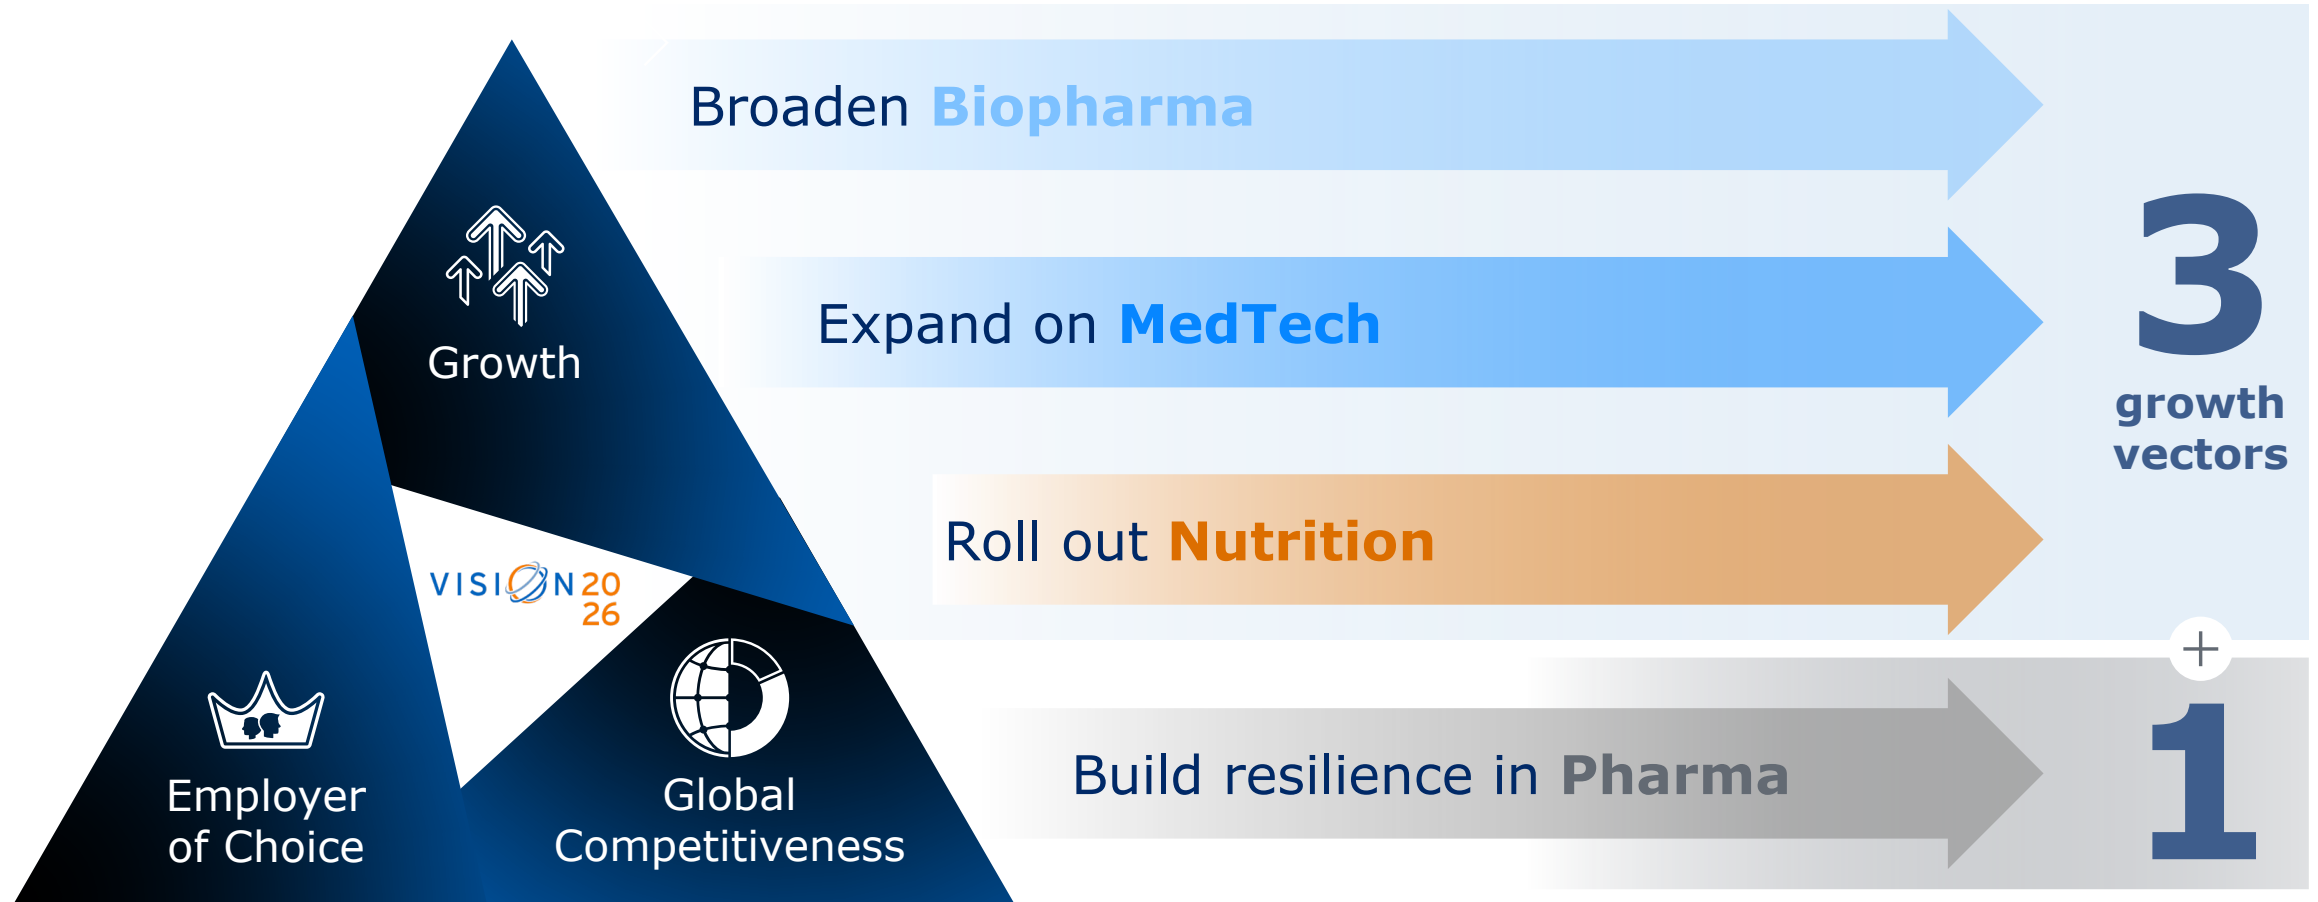 Growth
VISION 20
26
Employer
of Choice
Global
Competitiveness
Broaden Biopharma
Expand on MedTech
Roll out Nutrition
Build resilience in Pharma
3
growth
vectors
+
1